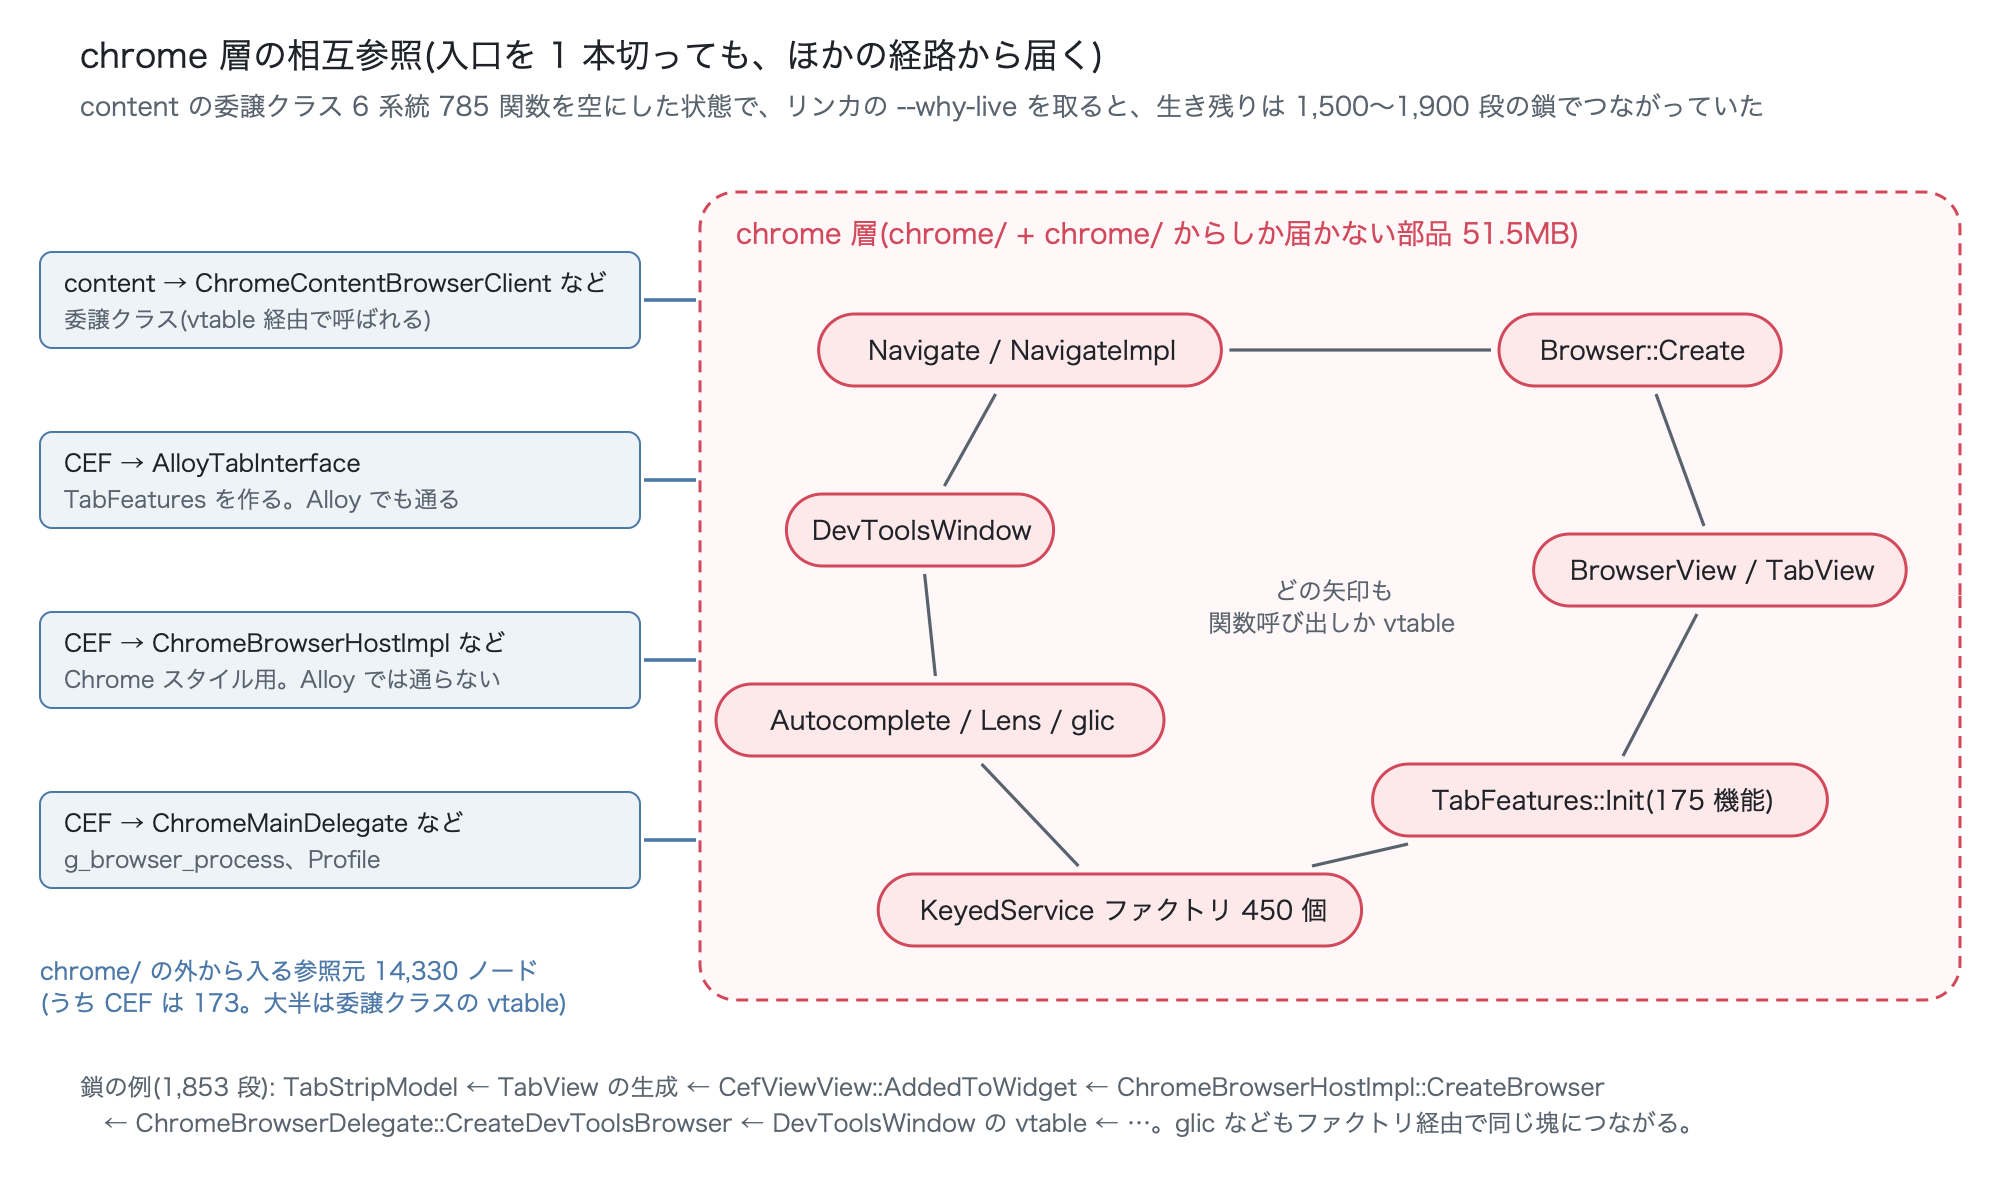 chrome 層の相互参照(入口を 1 本切っても、ほかの経路から届く)
content の委譲クラス 6 系統 785 関数を空にした状態で、リンカの --why-live を取ると、生き残りは 1,500〜1,900 段の鎖でつながっていた
chrome 層(chrome/ + chrome/ からしか届かない部品 51.5MB)
content → ChromeContentBrowserClient など
委譲クラス(vtable 経由で呼ばれる)
CEF → AlloyTabInterface
TabFeatures を作る。Alloy でも通る
CEF → ChromeBrowserHostImpl など
Chrome スタイル用。Alloy では通らない
CEF → ChromeMainDelegate など
g_browser_process、Profile
Navigate / NavigateImpl
Browser::Create
DevToolsWindow
BrowserView / TabView
どの矢印も
関数呼び出しか vtable
Autocomplete / Lens / glic
TabFeatures::Init(175 機能)
KeyedService ファクトリ 450 個
chrome/ の外から入る参照元 14,330 ノード
(うち CEF は 173。大半は委譲クラスの vtable)
鎖の例(1,853 段): TabStripModel ← TabView の生成 ← CefViewView::AddedToWidget ← ChromeBrowserHostImpl::CreateBrowser
← ChromeBrowserDelegate::CreateDevToolsBrowser ← DevToolsWindow の vtable ← …。glic などもファクトリ経由で同じ塊につながる。